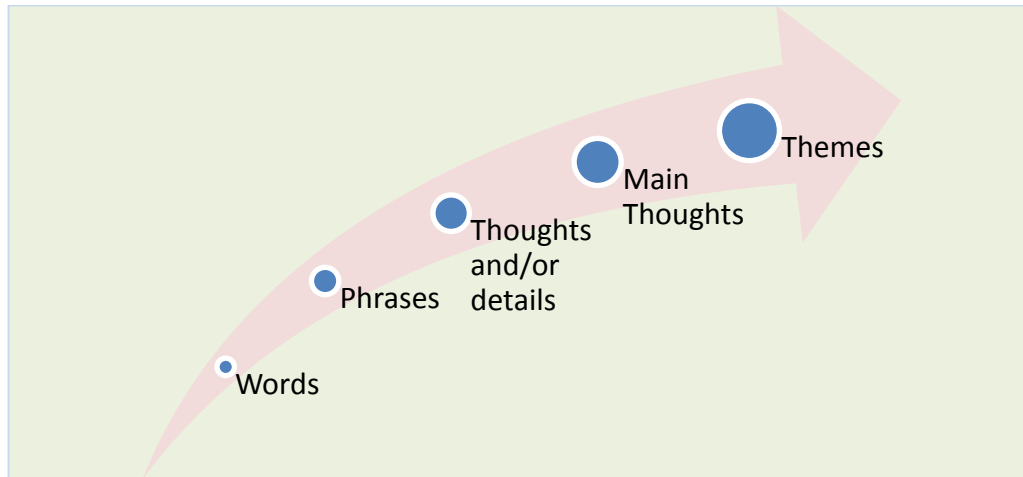 Themes
Main
Thoughts
Thoughts
and/or
details
Phrases
Words